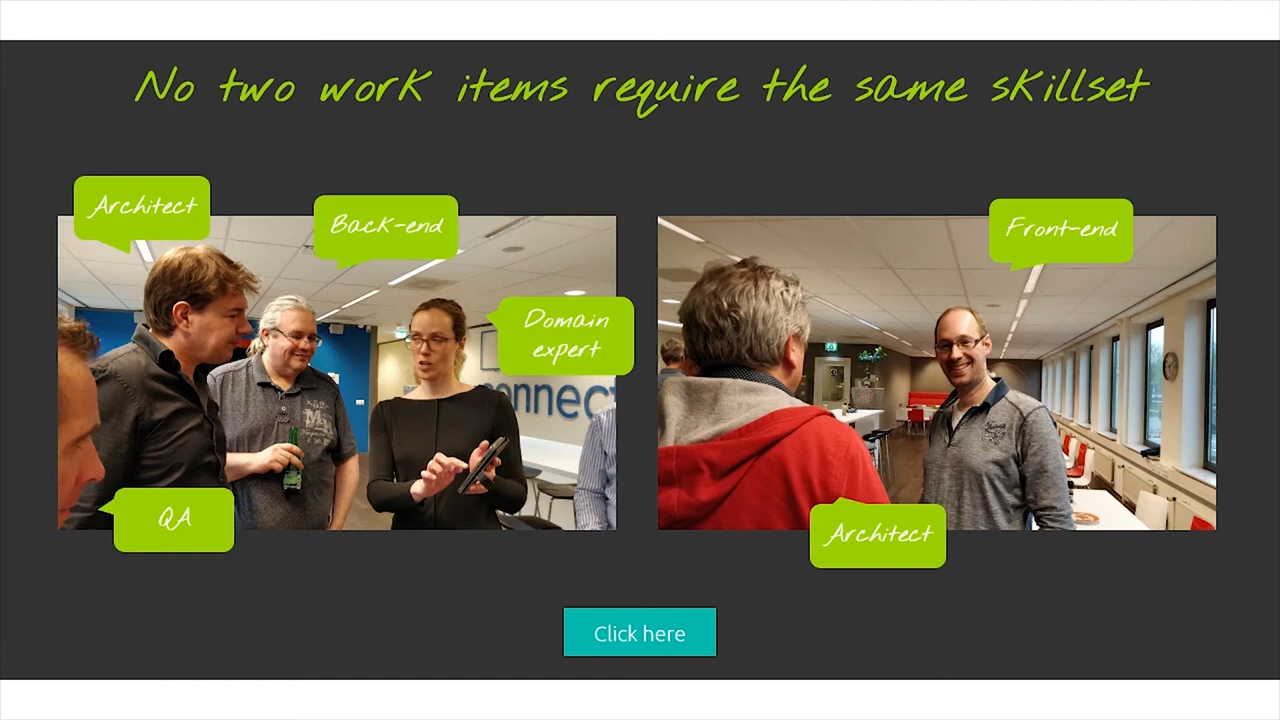 No two work items require the same skillset
Architect
Back-end
Front-end
Domain
expert
connect
QA
Architect
Click here